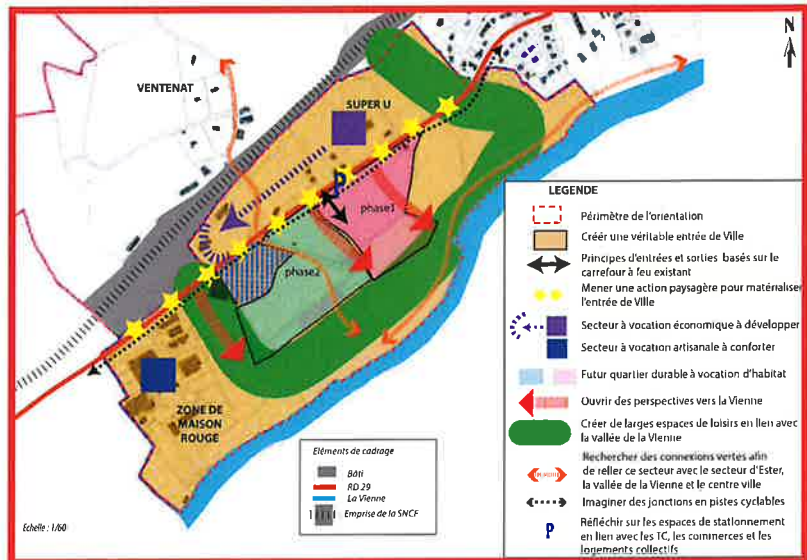 N
VENTENAT
SUPER U
P
phase1
phase2
ZONE DE
MAISON
ROUGE
Echelle : 1/60
Eléments de cadrage
Bâti
RD 29
La Vienne
Emprise de la SNCF
LEGENDE
Périmètre de l'orientation
Créér une véritable entrée de Ville
Principes d'entrées et sorties basés sur le
carrefour à feu existant
Mener une action paysagère pour matérialiser
l'entrée de Ville
Secteur à vocation économique à développer
Secteur à vocation artisanale à conforter
Futur quartier durable à vocation d'habitat
Ouvrir des perspectives vers la Vienne
Créer de larges espaces de loisirs en lien avec
la vallée de la Vienne
Rechercher des connexions vertes afin
de relier ce secteur avec le secteur d'Ester,
la vallée de la Vienne et le centre ville
Imaginer des jonctions en pistes cyclables
P
Réfléchir sur les espaces de stationnement
en lien avec les TC, les commerces et les
logements collectifs